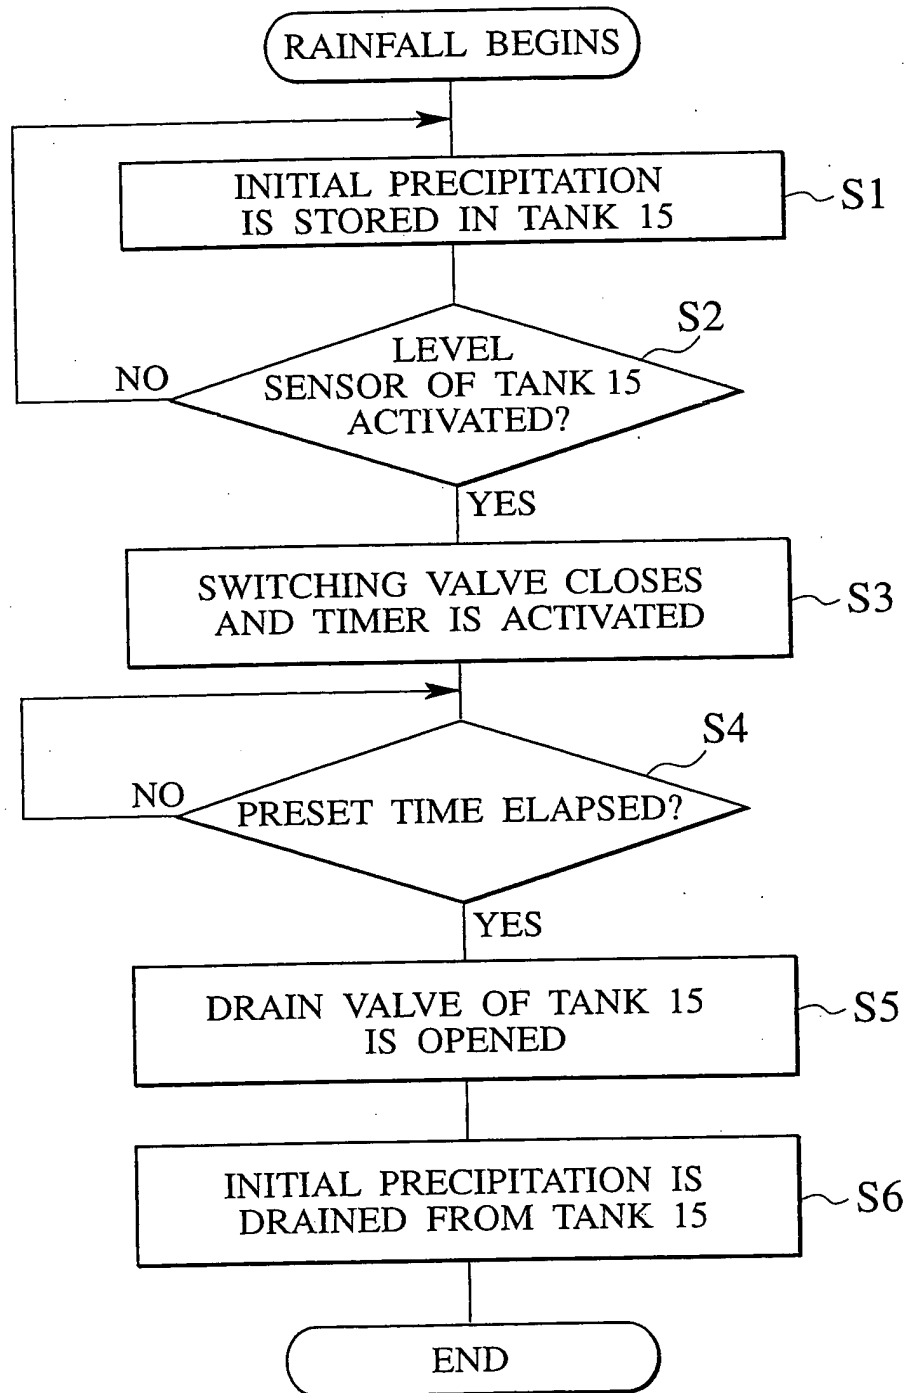 RAINFALL BEGINS
INITIAL PRECIPITATION
IS STORED IN TANK 15
S1
LEVEL
SENSOR OF TANK 15
ACTIVATED?
S2
NO
YES
SWITCHING VALVE CLOSES
AND TIMER IS ACTIVATED
S3
S4
NO
PRESET TIME ELAPSED?
YES
DRAIN VALVE OF TANK 15
IS OPENED
S5
INITIAL PRECIPITATION IS
DRAINED FROM TANK 15
S6
END